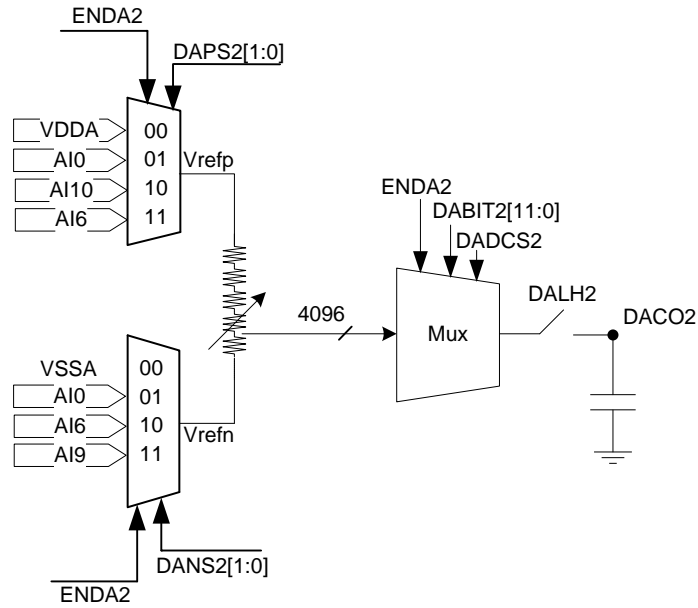 ENDA2
DAPS2[1:0]
VDDA 00
AI0 01 Vrefp
AI10 10
AI6 11
ENDA2
DABIT2[11:0]
DADCS2
4096
Mux
DALH2
DACO2
VSSA 00
AI0 01
AI6 10
Vrefn
AI9 11
DANS2[1:0]
ENDA2